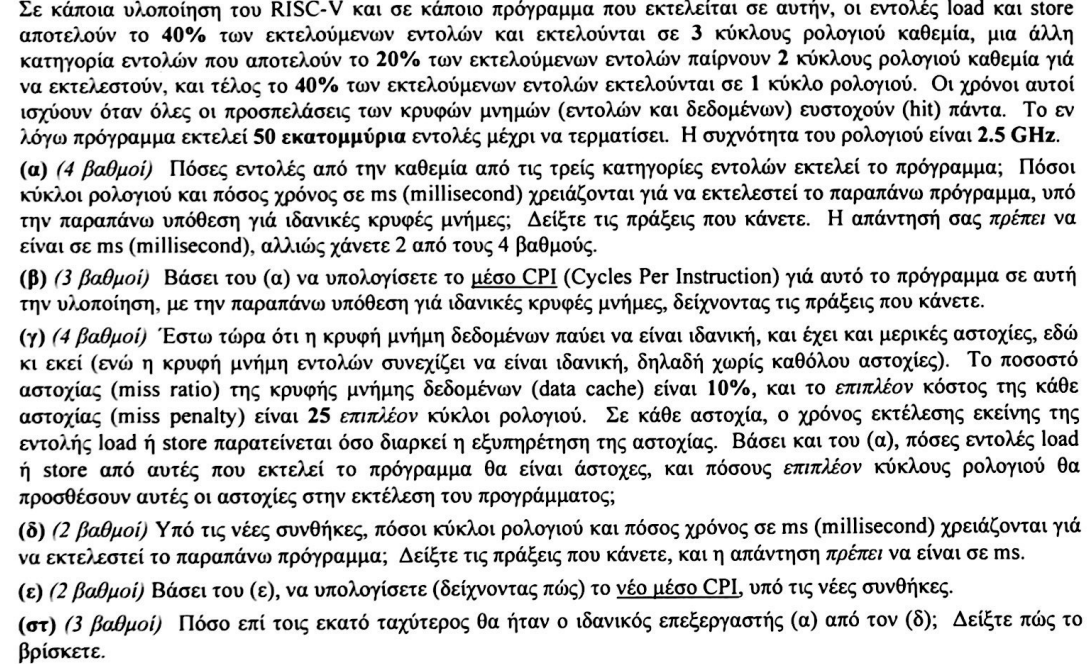 Σε κάποια υλοποίηση του RISC-V και σε κάποιο πρόγραμμα που εκτελείται σε αυτήν, οι εντολές load και store
αποτελούν το 40% των εκτελούμενων εντολών και εκτελούνται σε 3 κύκλους ρολογιού καθεμία, μια άλλη
κατηγορία εντολών που αποτελούν το 20% των εκτελούμενων εντολών παίρνουν 2 κύκλους ρολογιού καθεμία γιά
να εκτελεστούν, και τέλος το 40% των εκτελούμενων εντολών εκτελούνται σε 1 κύκλο ρολογιού. Οι χρόνοι αυτοί
ισχύουν όταν όλες οι προσπελάσεις των κρυφών μνημών (εντολών και δεδομένων) ευστοχούν (hit) πάντα. Το εν
λόγω πρόγραμμα εκτελεί 50 εκατομμύρια εντολές μέχρι να τερματίσει. Η συχνότητα του ρολογιού είναι 2.5 GHz.
(α) (4 βαθμοί) Πόσες εντολές από την καθεμία από τις τρείς κατηγορίες εντολών εκτελεί το πρόγραμμα; Πόσοι
κύκλοι ρολογιού και πόσος χρόνος σε ms (millisecond) χρειάζονται γιά να εκτελεστεί το παραπάνω πρόγραμμα, υπό
την παραπάνω υπόθεση γιά ιδανικές κρυφές μνήμες; Δείξτε τις πράξεις που κάνετε. Η απάντησή σας πρέπει να
είναι σε ms (millisecond), αλλιώς χάνετε 2 από τους 4 βαθμούς.
(β) (3 βαθμοί) Βάσει του (α) να υπολογίσετε το μέσο CPI (Cycles Per Instruction) γιά αυτό το πρόγραμμα σε αυτή
την υλοποίηση, με την παραπάνω υπόθεση γιά ιδανικές κρυφές μνήμες, δείχνοντας τις πράξεις που κάνετε.
(γ) (4 βαθμοί) Έστω τώρα ότι η κρυφή μνήμη δεδομένων παύει να είναι ιδανική, και έχει και μερικές αστοχίες, εδώ
κι εκεί (ενώ η κρυφή μνήμη εντολών συνεχίζει να είναι ιδανική, δηλαδή χωρίς καθόλου αστοχίες). Το ποσοστό
αστοχίας (miss ratio) της κρυφής μνήμης δεδομένων (data cache) είναι 10%, και το επιπλέον κόστος της κάθε
αστοχίας (miss penalty) είναι 25 επιπλέον κύκλοι ρολογιού. Σε κάθε αστοχία, ο χρόνος εκτέλεσης εκείνης της
εντολής load ή store παρατείνεται όσο διαρκεί η εξυπηρέτηση της αστοχίας. Βάσει και του (α), πόσες εντολές load
ή store από αυτές που εκτελεί το πρόγραμμα θα είναι άστοχες, και πόσους επιπλέον κύκλους ρολογιού θα
προσθέσουν αυτές οι αστοχίες στην εκτέλεση του προγράμματος;
(δ) (2 βαθμοί) Υπό τις νέες συνθήκες, πόσοι κύκλοι ρολογιού και πόσος χρόνος σε ms (millisecond) χρειάζονται γιά
να εκτελεστεί το παραπάνω πρόγραμμα; Δείξτε τις πράξεις που κάνετε, και η απάντηση πρέπει να είναι σε ms.
(ε) (2 βαθμοί) Βάσει του (ε), να υπολογίσετε (δείχνοντας πώς) το νέο μέσο CPI, υπό τις νέες συνθήκες.
(στ) (3 βαθμοί) Πόσο επί τοις εκατό ταχύτερος θα ήταν ο ιδανικός επεξεργαστής (α) από τον (δ); Δείξτε πώς το
βρίσκετε.